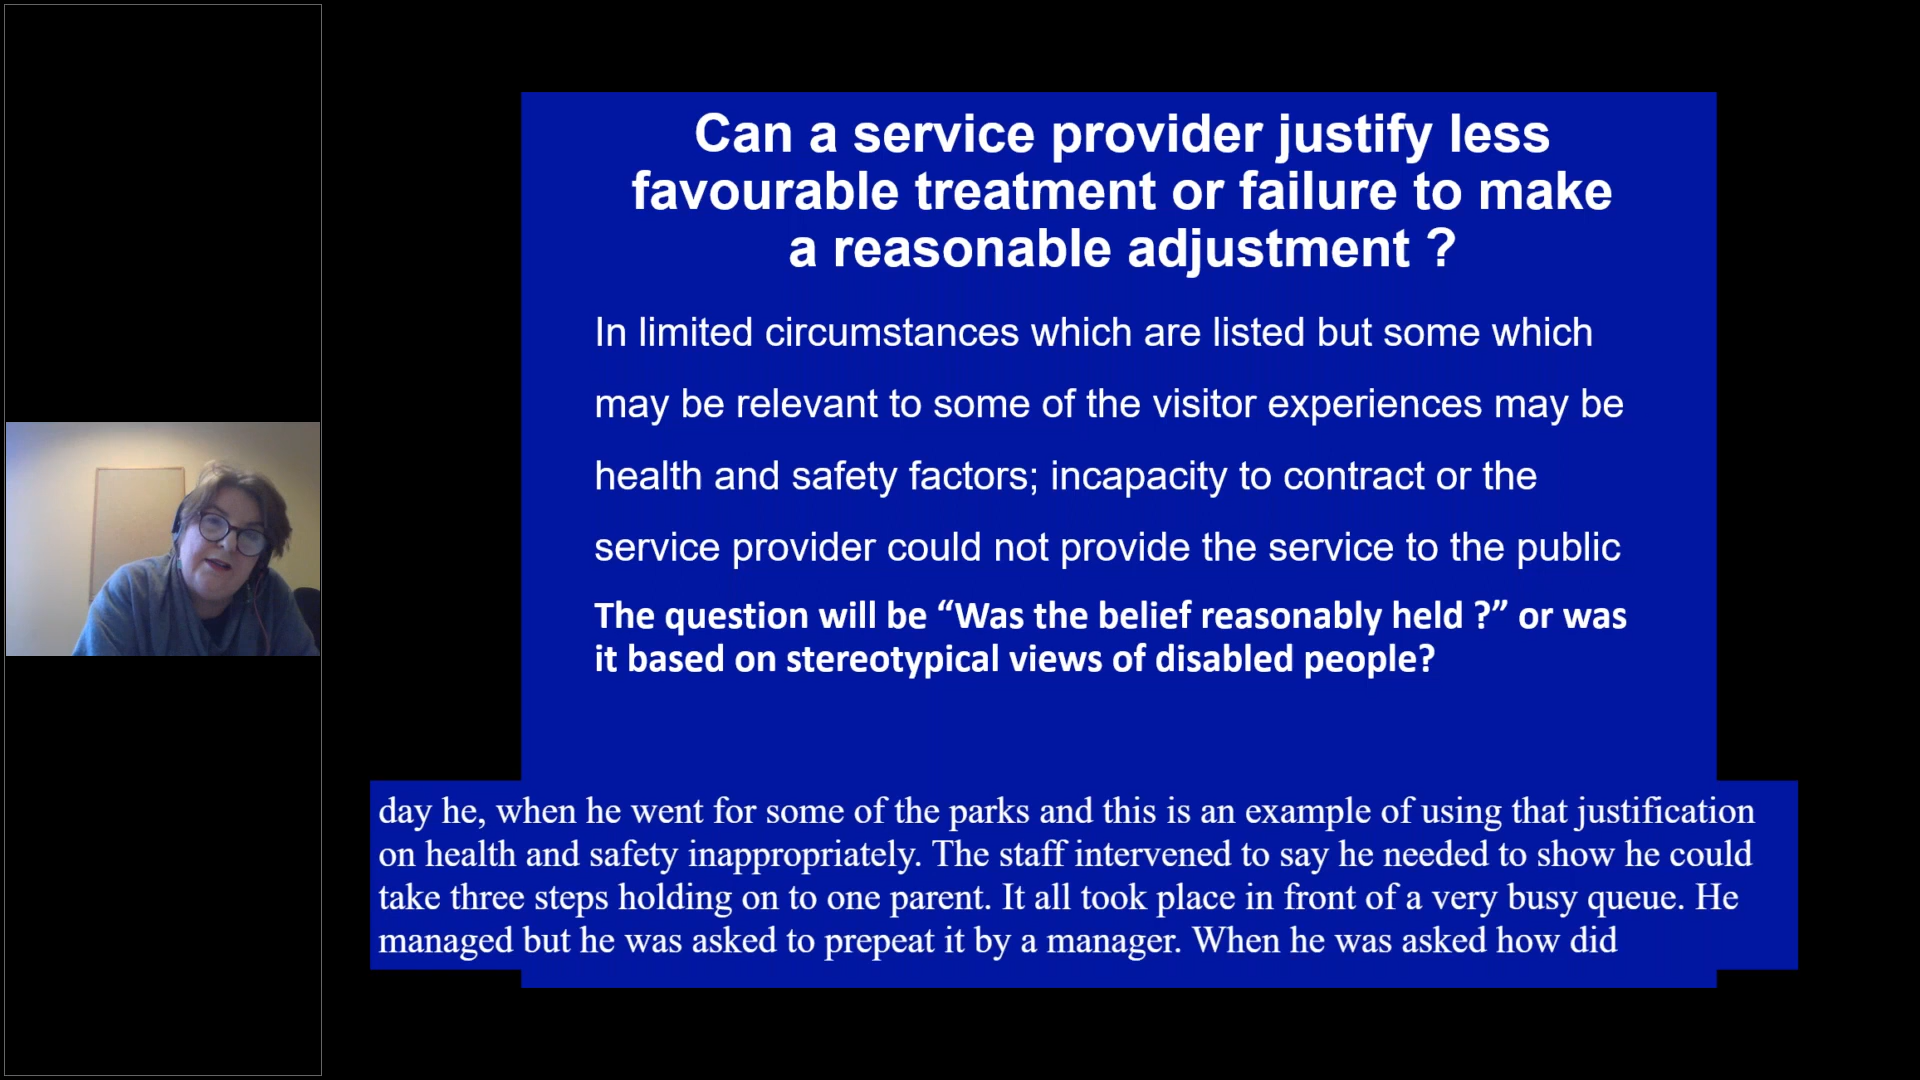 Can a service provider justify less
favourable treatment or failure to make
a reasonable adjustment ?
In limited circumstances which are listed but some which
may be relevant to some of the visitor experiences may be
health and safety factors; incapacity to contract or the
service provider could not provide the service to the public
The question will be “Was the belief reasonably held ?” or was
it based on stereotypical views of disabled people?
day he, when he went for some of the parks and this is an example of using that justification
on health and safety inappropriately. The staff intervened to say he needed to show he could
take three steps holding on to one parent. It all took place in front of a very busy queue. He
managed but he was asked to prepeat it by a manager. When he was asked how did